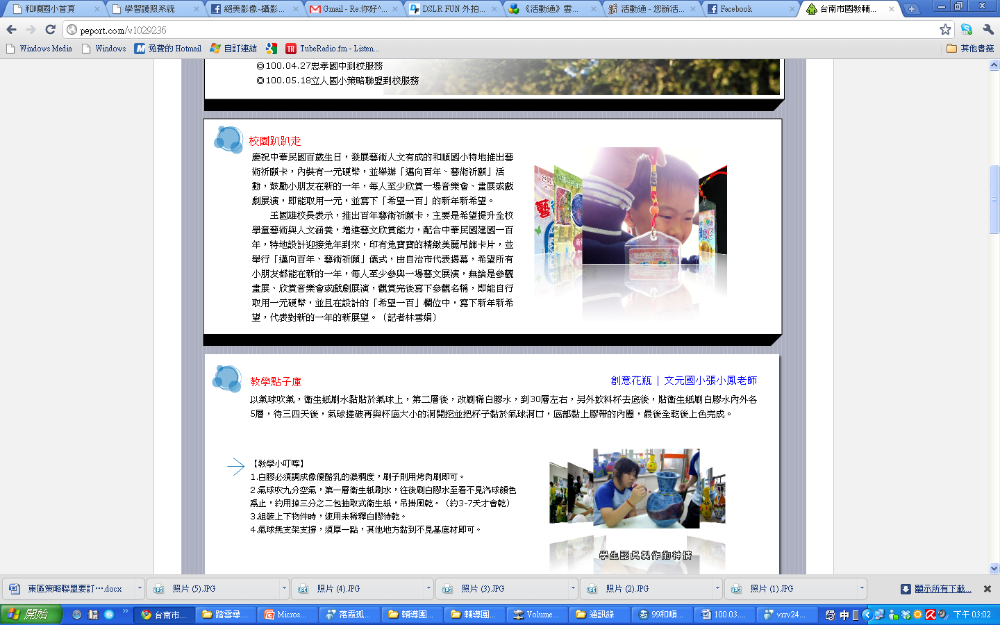 和順國小首頁
學習護照系統
絕美影像~攝影...
Gmail - Re:你好^...
DSLR FUN 外拍...
《活動通》雲...
活動通 - 您辦活...
Facebook
台南市國教輔...
peport.com/v1029236
Windows Media
Windows
免費的 Hotmail
自訂連結
TubeRadio.fm - Listen...
其他書籤
◎100.04.27忠孝國中到校服務
◎100.05.18立人國小策略聯盟到校服務
校園趴趴走
慶祝中華民國百歲生日，發展藝術人文有成的和順國小特地推出藝
術祈願卡，內裝有一元硬幣，並舉辦「邁向百年、藝術祈願」活
動，鼓勵小朋友在新的一年，每人至少欣賞一場音樂會、畫展或戲
劇展演，即能取用一元，並寫下「希望一百」的新年新希望。
王國雄校長表示，推出百年藝術祈願卡，主要是希望提升全校
學童藝術與人文涵養，增進藝文欣賞能力，配合中華民國建國一百
年，特地設計迎接兔年到來，印有兔寶寶的精緻美麗吊飾卡片，並
舉行「邁向百年、藝術祈願」儀式，由自治市代表揭幕，希望所有
小朋友都能在新的一年，每人至少參與一場藝文展演，無論是參觀
畫展、欣賞音樂會或戲劇展演，觀賞完後寫下參觀名稱，即能自行
取用一元硬幣，並且在設計的「希望一百」欄位中，寫下新年新希
望，代表對新的一年的新展望。〔記者林雪娟〕
教學點子庫
創意花瓶 | 文元國小張小鳳老師
以氣球吹氣，衛生紙刷水黏貼於氣球上，第二層後，改刷稀白膠水，到30層左右，另外飲料杯去底後，貼衛生紙刷白膠水內外各
5層，待三四天後，氣球搓破再與杯底大小的洞開挖並把杯子黏於氣球洞口，底部黏上膠帶的內圈，最後全乾後上色完成。
【教學小叮嚀】
1.白膠必須調成像優酪乳的濃稠度，刷子則用烤肉刷即可。
2.氣球吹九分空氣，第一層衛生紙刷水，往後刷白膠水至看不見汽球顏色
為止，約用掉三分之二包抽取式衛生紙，吊掛風乾。（約3-7天才會乾）
3.組裝上下物件時，使用未稀釋白膠待乾。
4.氣球無支架支撐，須厚一點，其他地方黏到不見基底材即可。
學生認真製作的神情
東區策略聯盟要訂....docx
照片 (5).JPG
照片 (4).JPG
照片 (3).JPG
照片 (2).JPG
照片 (1).JPG
顯示所有下載...
開始
台南市...
踏雪尋...
Micros...
落霞孤...
輔導團...
輔導團...
Volume...
通訊錄
99和順...
100.03....
vrrv24...
中
下午 03:02